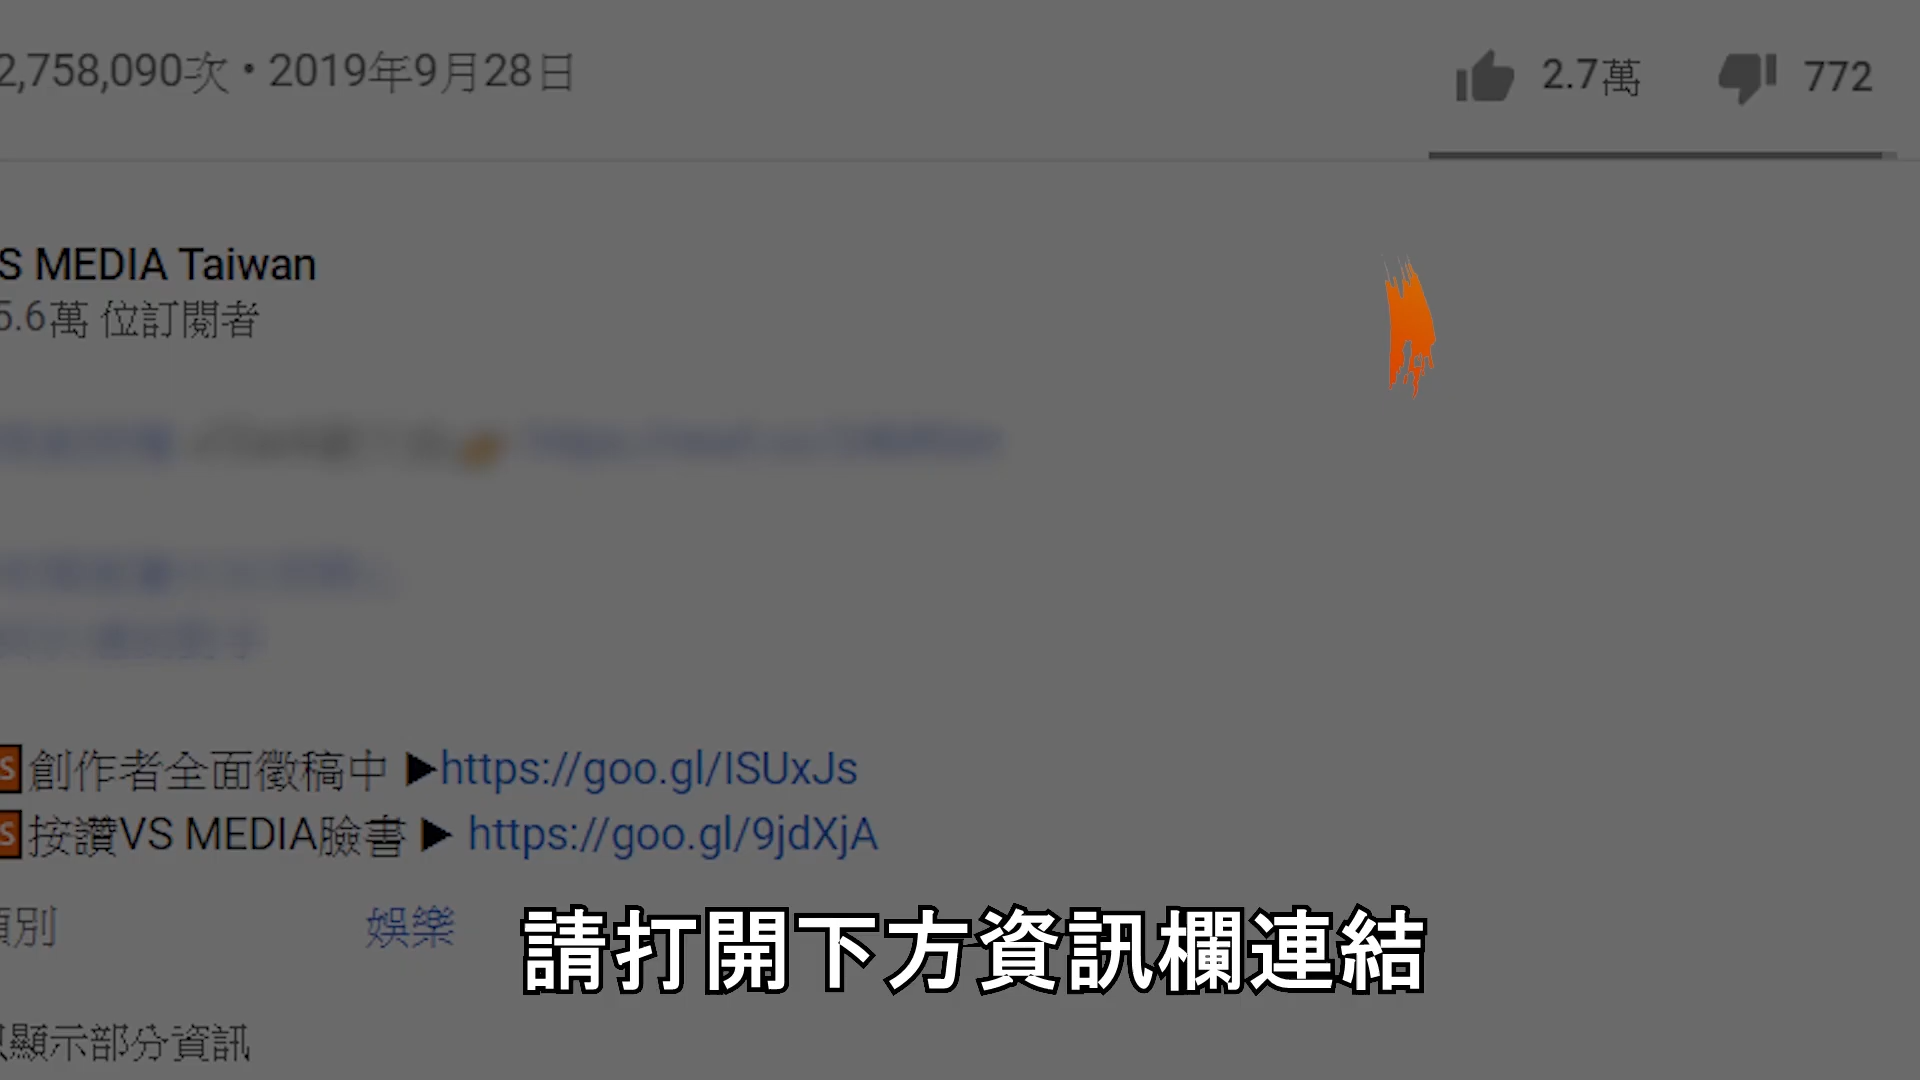 2,758,090次 • 2019年9月28日
2.7萬
772
S MEDIA Taiwan
5.6萬 位訂閱者
創作者全面徵稿中 ▶https://goo.gl/ISUxJs
按讚VS MEDIA臉書 ▶ https://goo.gl/9jdXjA
類別 娛樂
請打開下方資訊欄連結
只顯示部分資訊